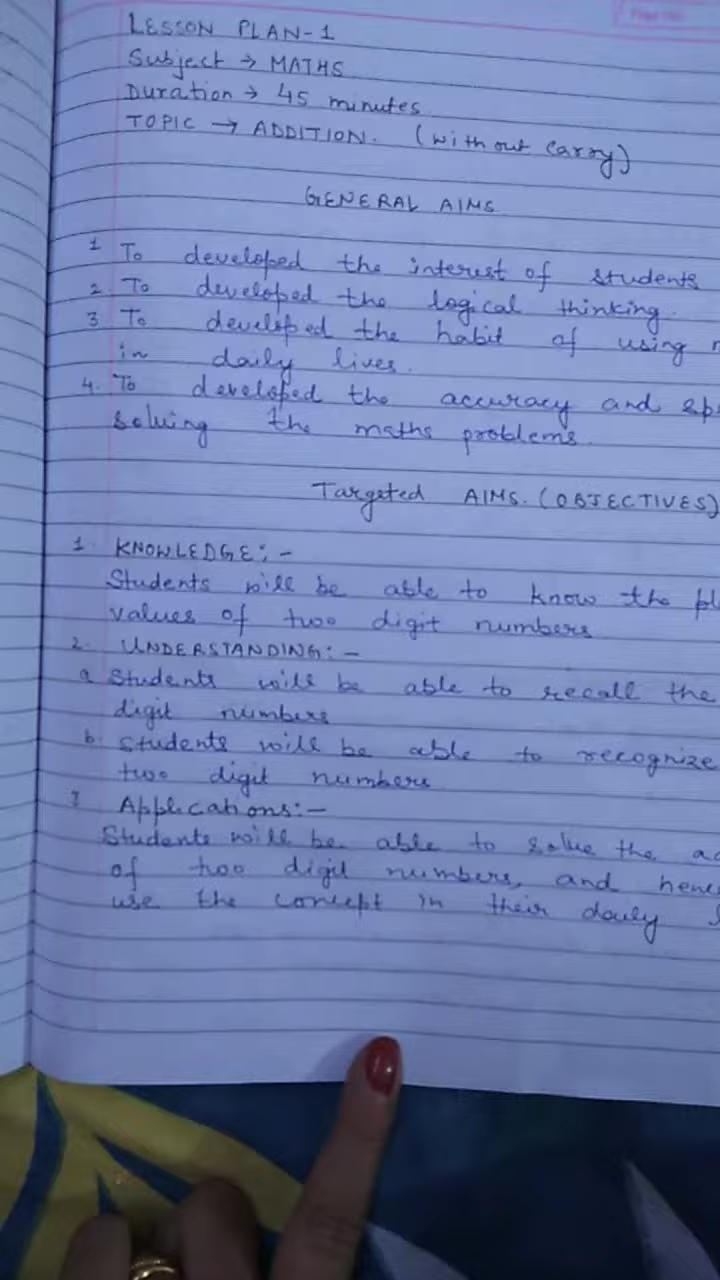 LESSON PLAN-1
Subject → MATHS
Duration → 45 minutes
TOPIC → ADDITION. (without carry)
GENERAL AIMS
1 To developed the interest of students
2. To developed the logical thinking.
3 To developed the habit of using
in daily lives.
4. To developed the accuracy and
solving the maths problems.
Targeted AIMS. (OBJECTIVES)
1. KNOWLEDGE:-
Students will be able to know the
values of two digit numbers
2. UNDERSTANDING:-
a Students will be able to recall the
digit numbers
b. Students will be able to recognize
two digit numbers
3 Applications:-
Students will be able to solve the
of two digit numbers, and
use the concept in their daily